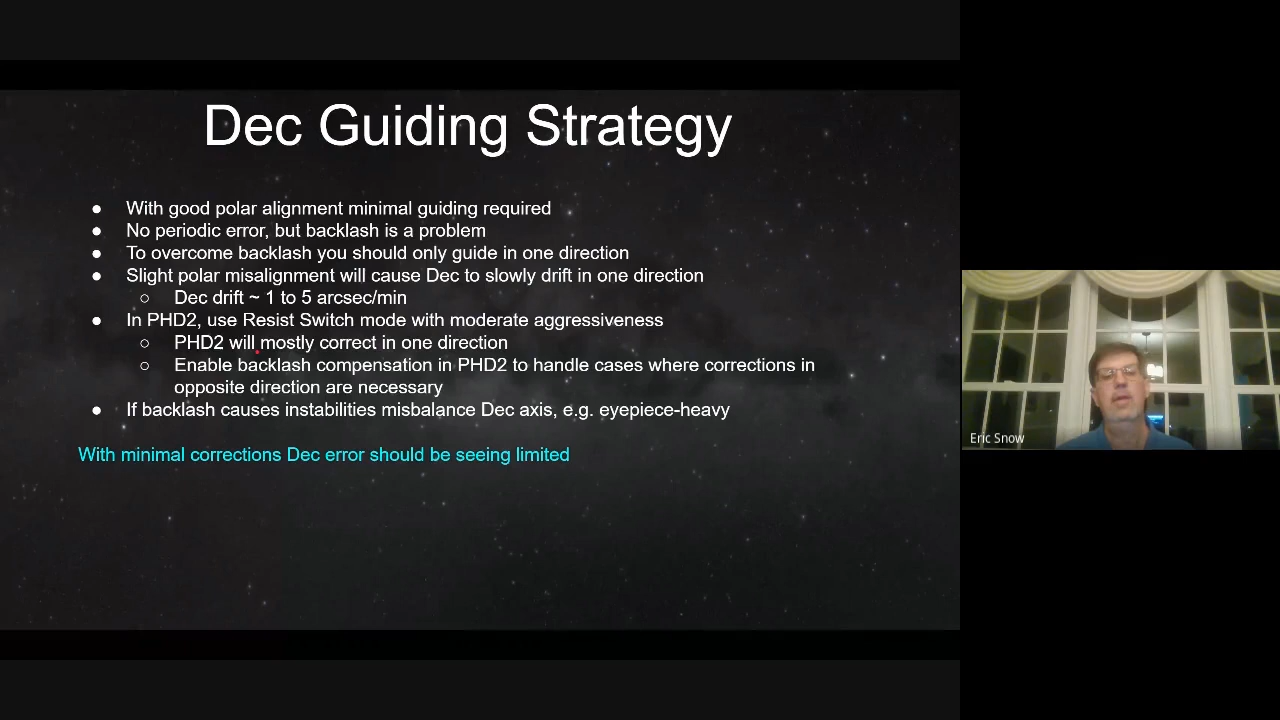 Dec Guiding Strategy
● With good polar alignment minimal guiding required
● No periodic error, but backlash is a problem
● To overcome backlash you should only guide in one direction
● Slight polar misalignment will cause Dec to slowly drift in one direction
○ Dec drift ~ 1 to 5 arcsec/min
● In PHD2, use Resist Switch mode with moderate aggressiveness
○ PHD2 will mostly correct in one direction
○ Enable backlash compensation in PHD2 to handle cases where corrections in
opposite direction are necessary
● If backlash causes instabilities misbalance Dec axis, e.g. eyepiece-heavy
With minimal corrections Dec error should be seeing limited
Eric Snow